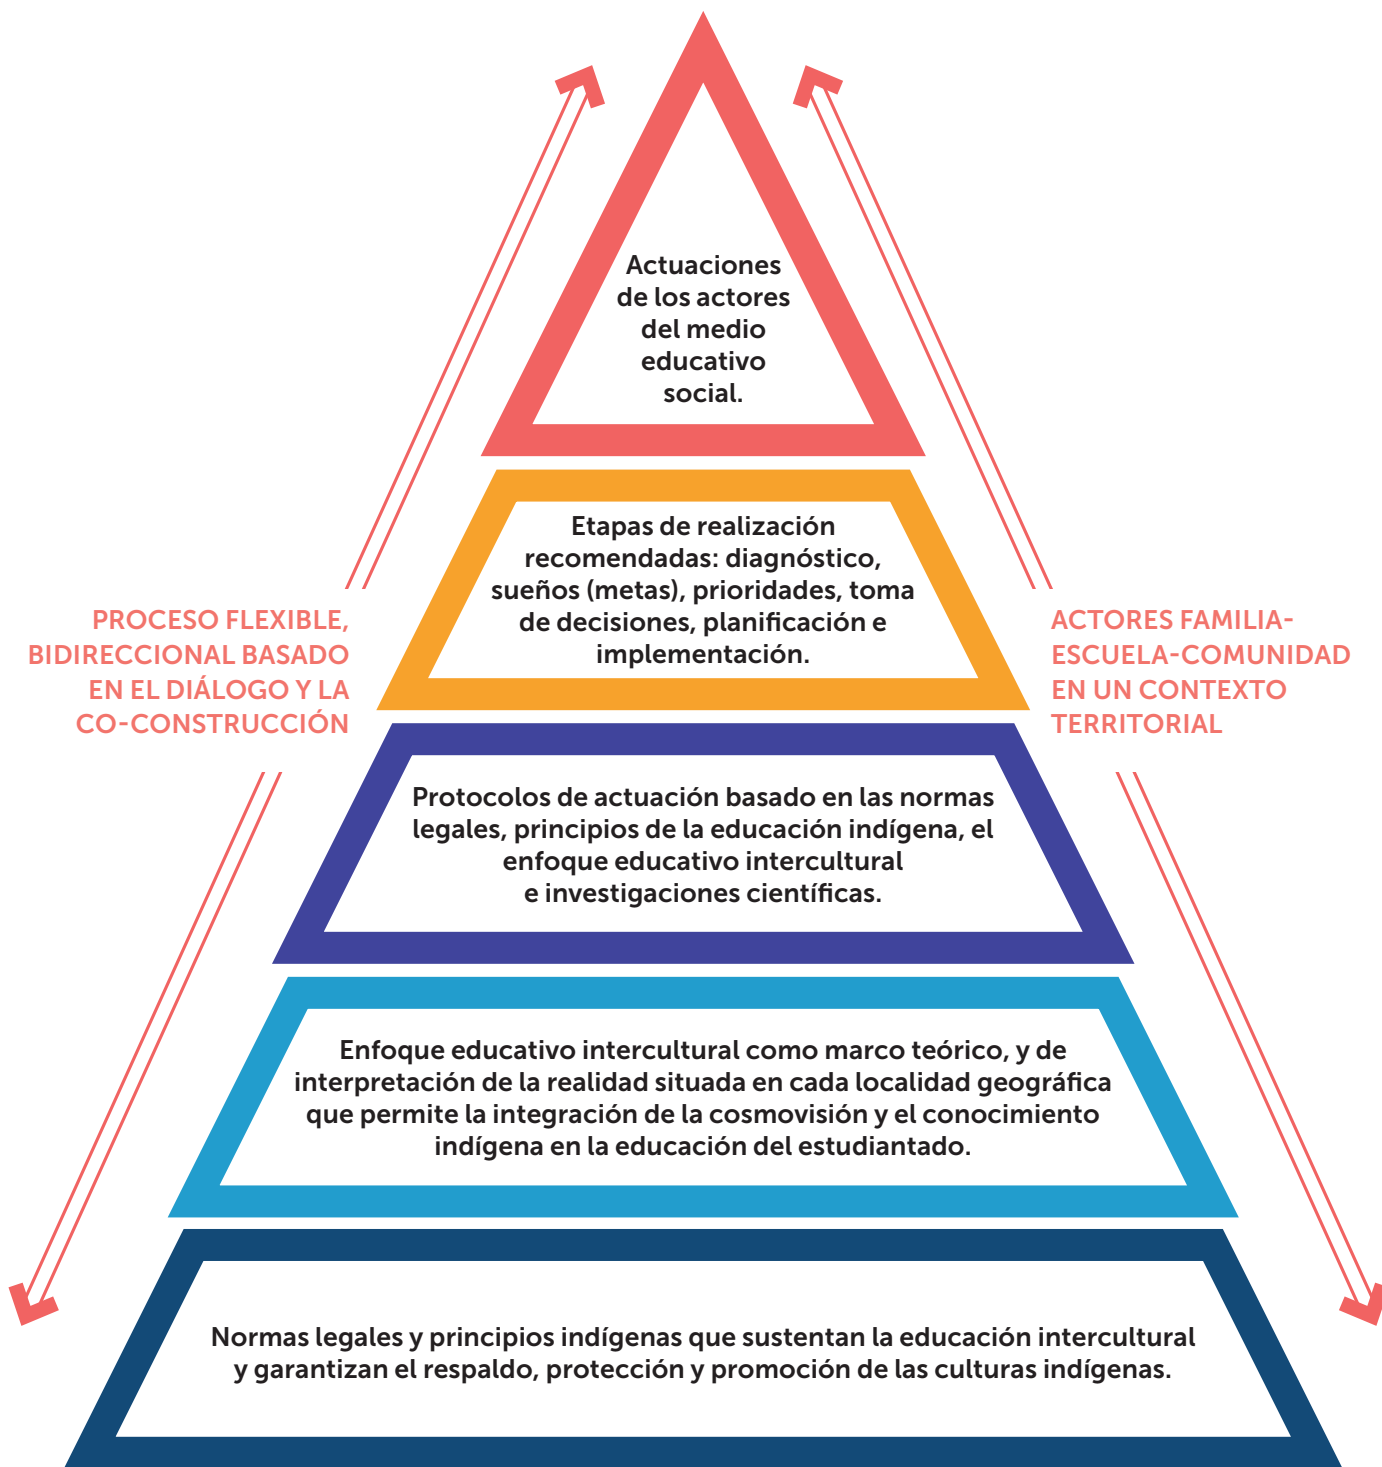 Actuaciones
de los actores
del medio
educativo
social.
Etapas de realización
recomendadas: diagnóstico,
sueños (metas), prioridades, toma
de decisiones, planificación e
implementación.
PROCESO FLEXIBLE,
BIDIRECCIONAL BASADO
EN EL DIÁLOGO Y LA
CO-CONSTRUCCIÓN
ACTORES FAMILIA-
ESCUELA-COMUNIDAD
EN UN CONTEXTO
TERRITORIAL
Protocolos de actuación basado en las normas
legales, principios de la educación indígena, el
enfoque educativo intercultural
e investigaciones científicas.
Enfoque educativo intercultural como marco teórico, y de
interpretación de la realidad situada en cada localidad geográfica
que permite la integración de la cosmovisión y el conocimiento
indígena en la educación del estudiantado.
Normas legales y principios indígenas que sustentan la educación intercultural
y garantizan el respaldo, protección y promoción de las culturas indígenas.